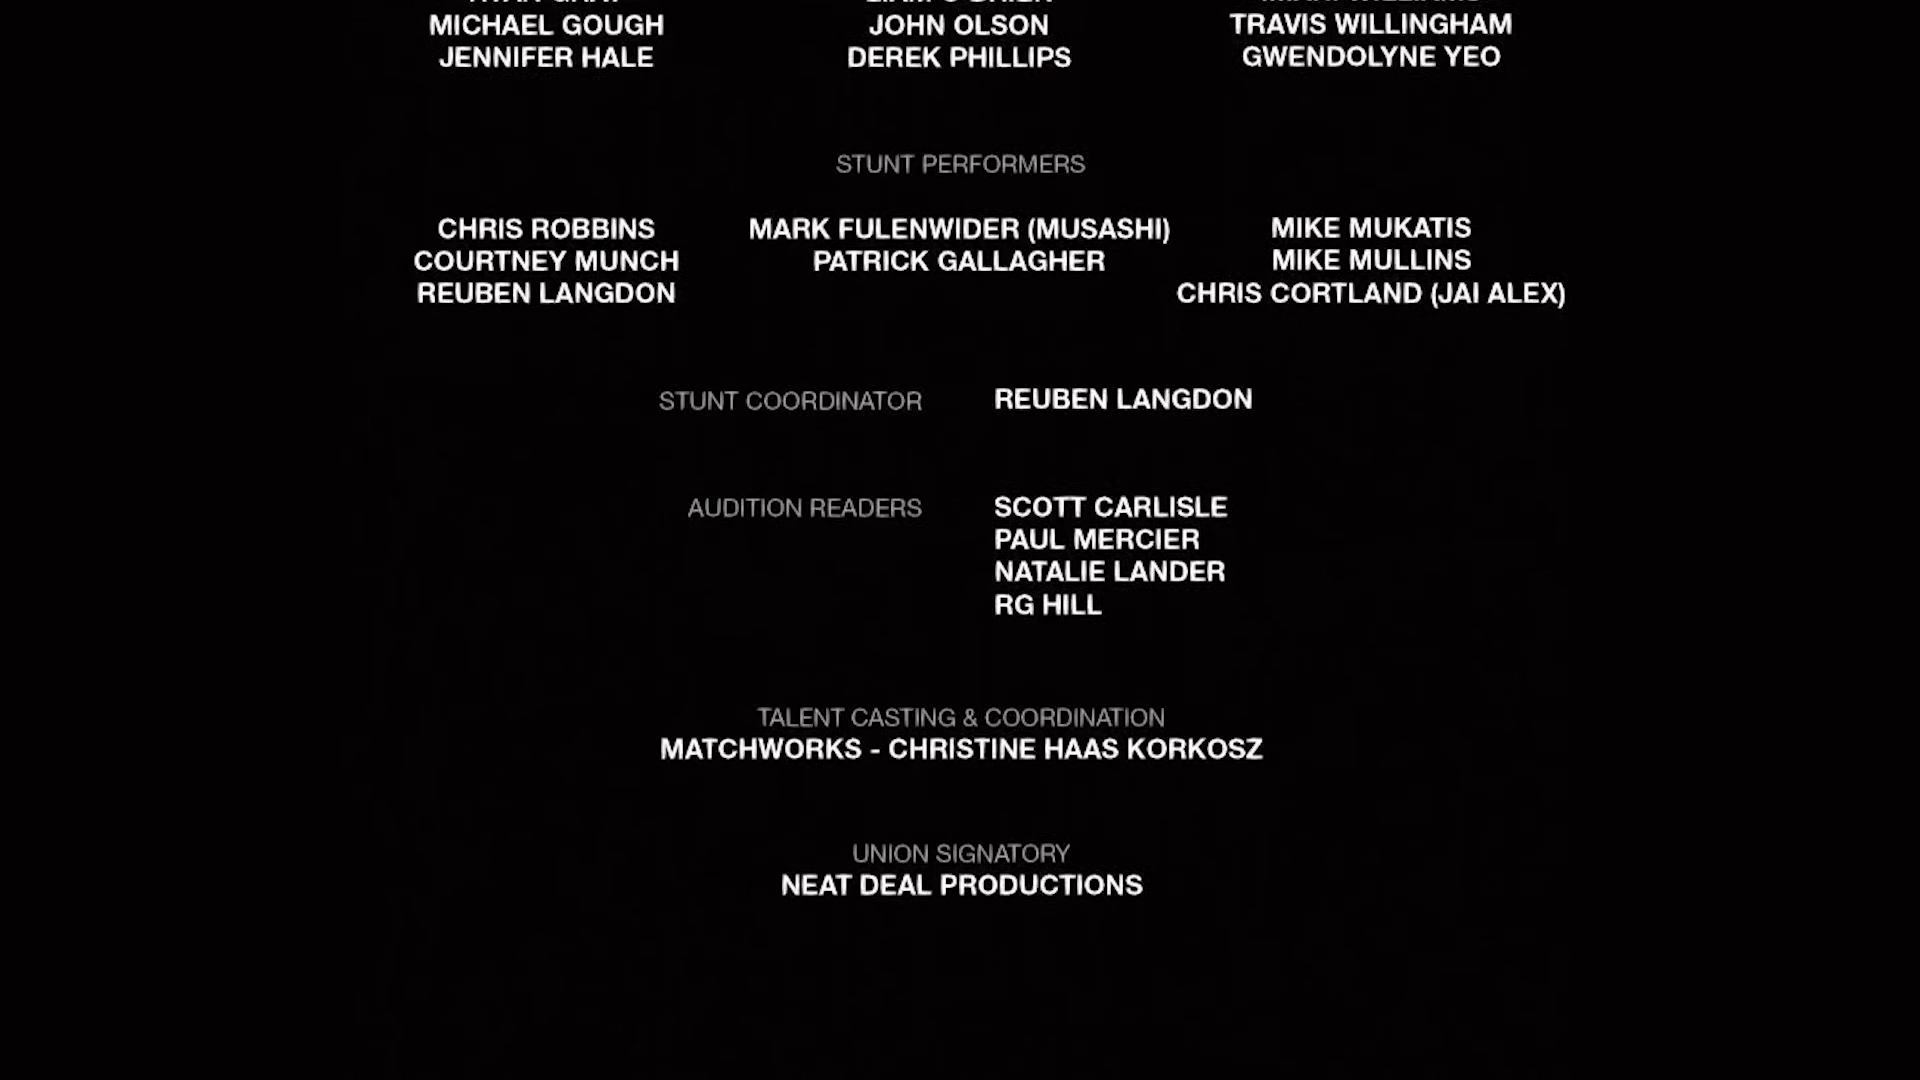 MICHAEL GOUGH
JENNIFER HALE
JOHN OLSON
DEREK PHILLIPS
TRAVIS WILLINGHAM
GWENDOLYNE YEO
STUNT PERFORMERS
CHRIS ROBBINS
COURTNEY MUNCH
REUBEN LANGDON
MARK FULENWIDER (MUSASHI)
PATRICK GALLAGHER
MIKE MUKATIS
MIKE MULLINS
CHRIS CORTLAND (JAI ALEX)
STUNT COORDINATOR REUBEN LANGDON
AUDITION READERS SCOTT CARLISLE
PAUL MERCIER
NATALIE LANDER
RG HILL
TALENT CASTING & COORDINATION
MATCHWORKS - CHRISTINE HAAS KORKOSZ
UNION SIGNATORY
NEAT DEAL PRODUCTIONS